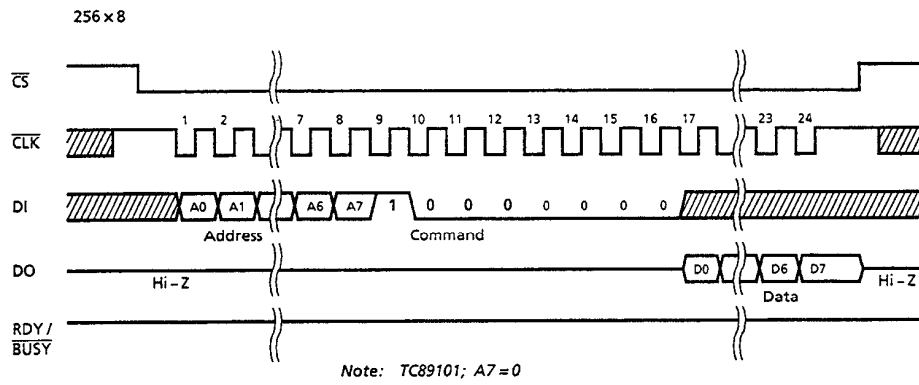 256 × 8
CS
CLK
1 2 7 8 9 10 11 12 13 14 15 16 17 23 24
DI
A0 A1 A6 A7 1 0 0 0 0 0 0 0
Address Command
DO
Hi-Z D0 D6 D7 Hi-Z
Data
RDY /
BUSY
Note: TC89101; A7 = 0